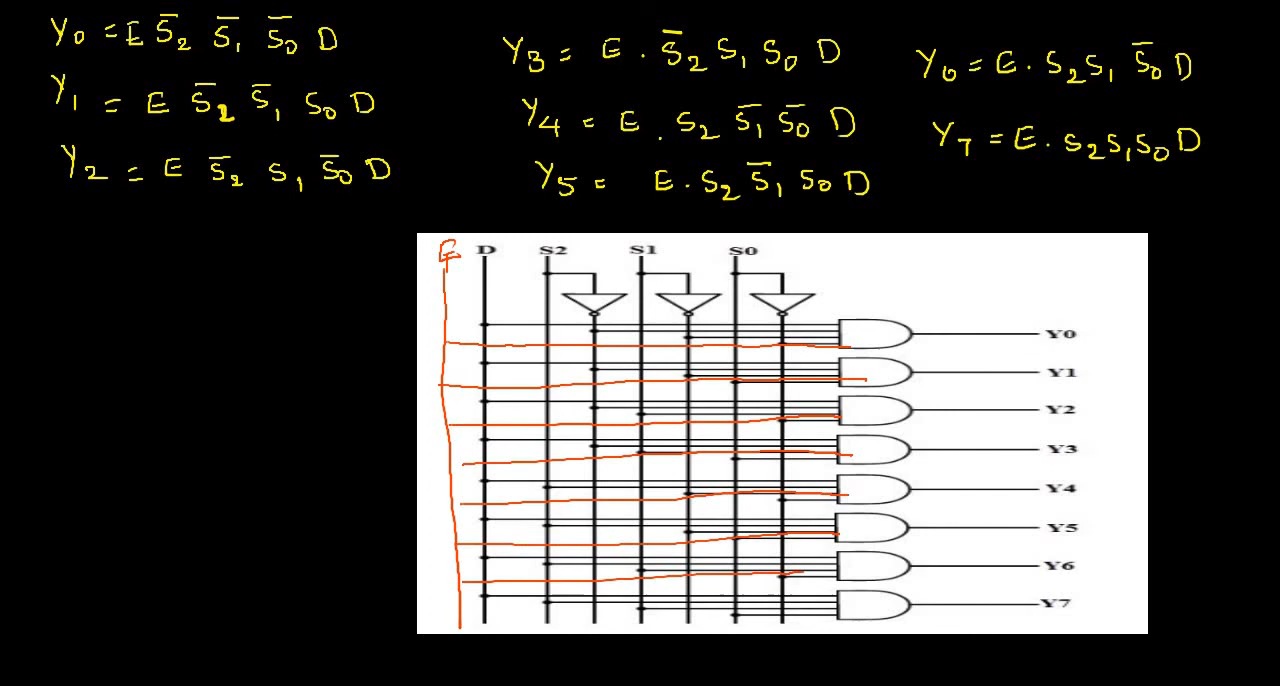 Y₀ = E S̅₂ S̅₁ S̅₀ D
Y₁ = E S̅₂ S̅₁ S₀ D
Y₂ = E S̅₂ S₁ S̅₀ D
Y₃ = E . S̅₂ S₁ S₀ D
Y₄ = E . S₂ S̅₁ S̅₀ D
Y₅ = E . S₂ S̅₁ S₀ D
Y₆ = E . S₂ S₁ S̅₀ D
Y₇ = E . S₂ S₁ S₀ D
E D S2 S1 S0
Y0
Y1
Y2
Y3
Y4
Y5
Y6
Y7